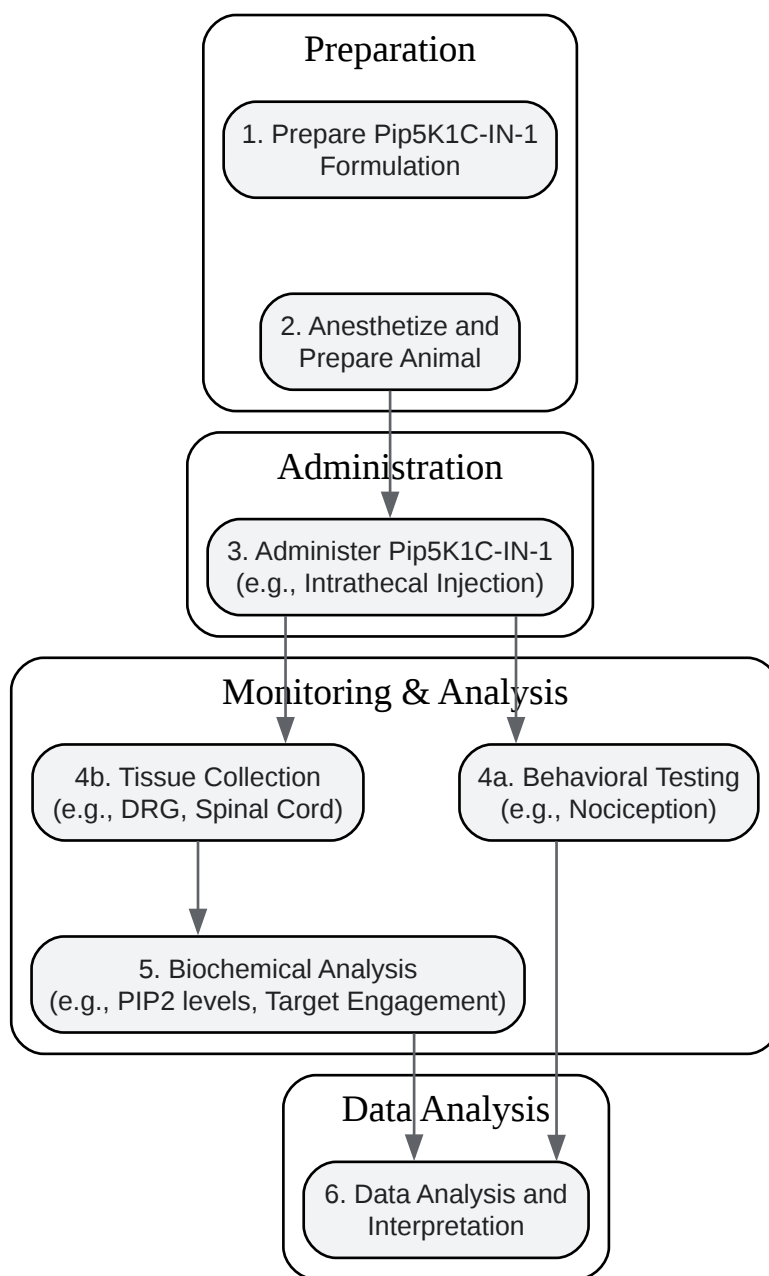 Preparation
1. Prepare Pip5K1C-IN-1
Formulation
2. Anesthetize and
Prepare Animal
Administration
3. Administer Pip5K1C-IN-1
(e.g., Intrathecal Injection)
Monitoring & Analysis
4b. Tissue Collection
(e.g., DRG, Spinal Cord)
4a. Behavioral Testing
(e.g., Nociception)
5. Biochemical Analysis
(e.g., PIP2 levels, Target Engagement)
Data Analysis
6. Data Analysis and
Interpretation